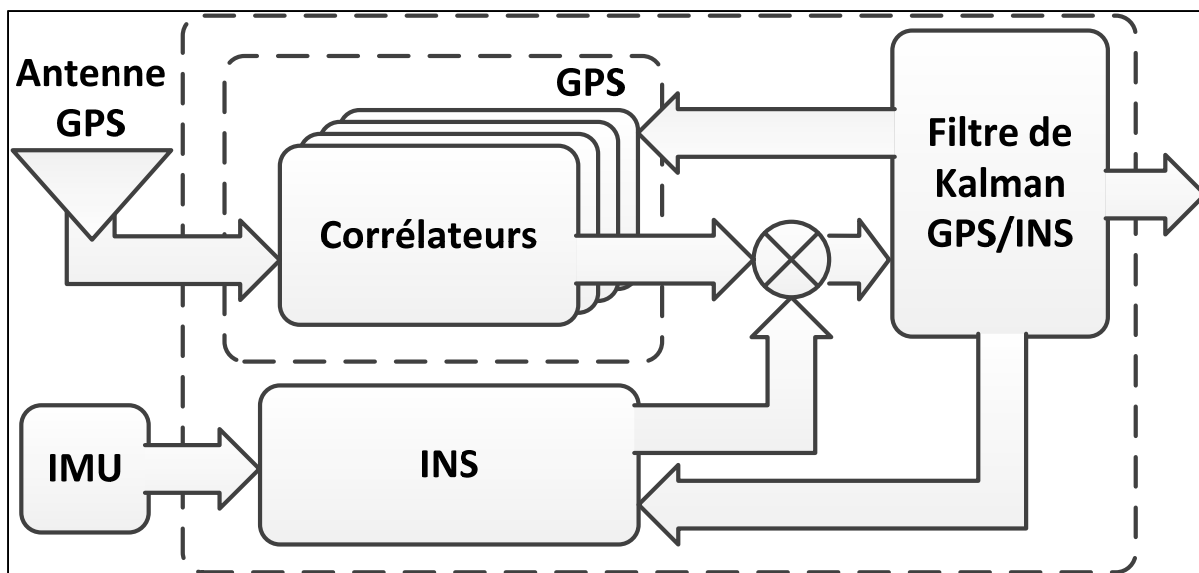 Antenne
GPS
GPS
Corrélateurs
Filtre de
Kalman
GPS/INS
IMU
INS